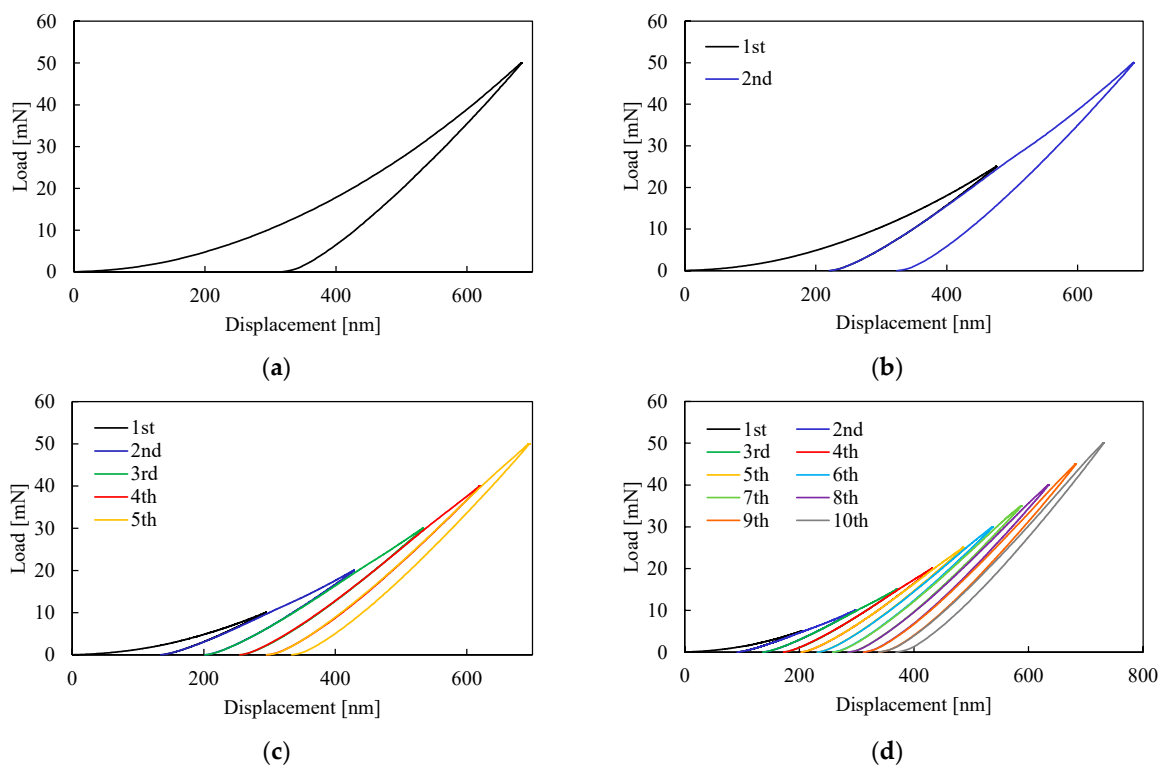 60
50
40
30
20
10
0
Load [mN]
0 200 400 600
Displacement [nm]
(a)
60
50
40
30
20
10
0
Load [mN]
1st
2nd
0 200 400 600
Displacement [nm]
(b)
60
50
40
30
20
10
0
Load [mN]
1st
2nd
3rd
4th
5th
0 200 400 600
Displacement [nm]
(c)
60
50
40
30
20
10
0
Load [mN]
1st 2nd
3rd 4th
5th 6th
7th 8th
9th 10th
0 200 400 600 800
Displacement [nm]
(d)